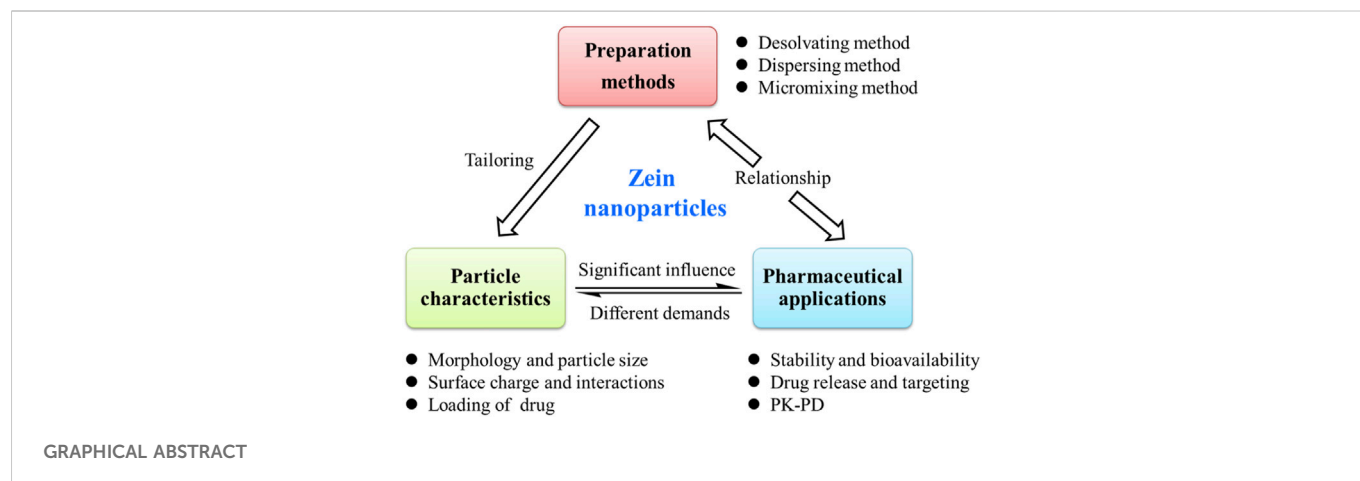 Preparation
methods
● Desolvating method
● Dispersing method
● Micromixing method
Tailoring
Zein
nanoparticles
Relationship
Particle
characteristics
Significant influence
Different demands
Pharmaceutical
applications
● Morphology and particle size
● Surface charge and interactions
● Loading of drug
● Stability and bioavailability
● Drug release and targeting
● PK-PD
GRAPHICAL ABSTRACT